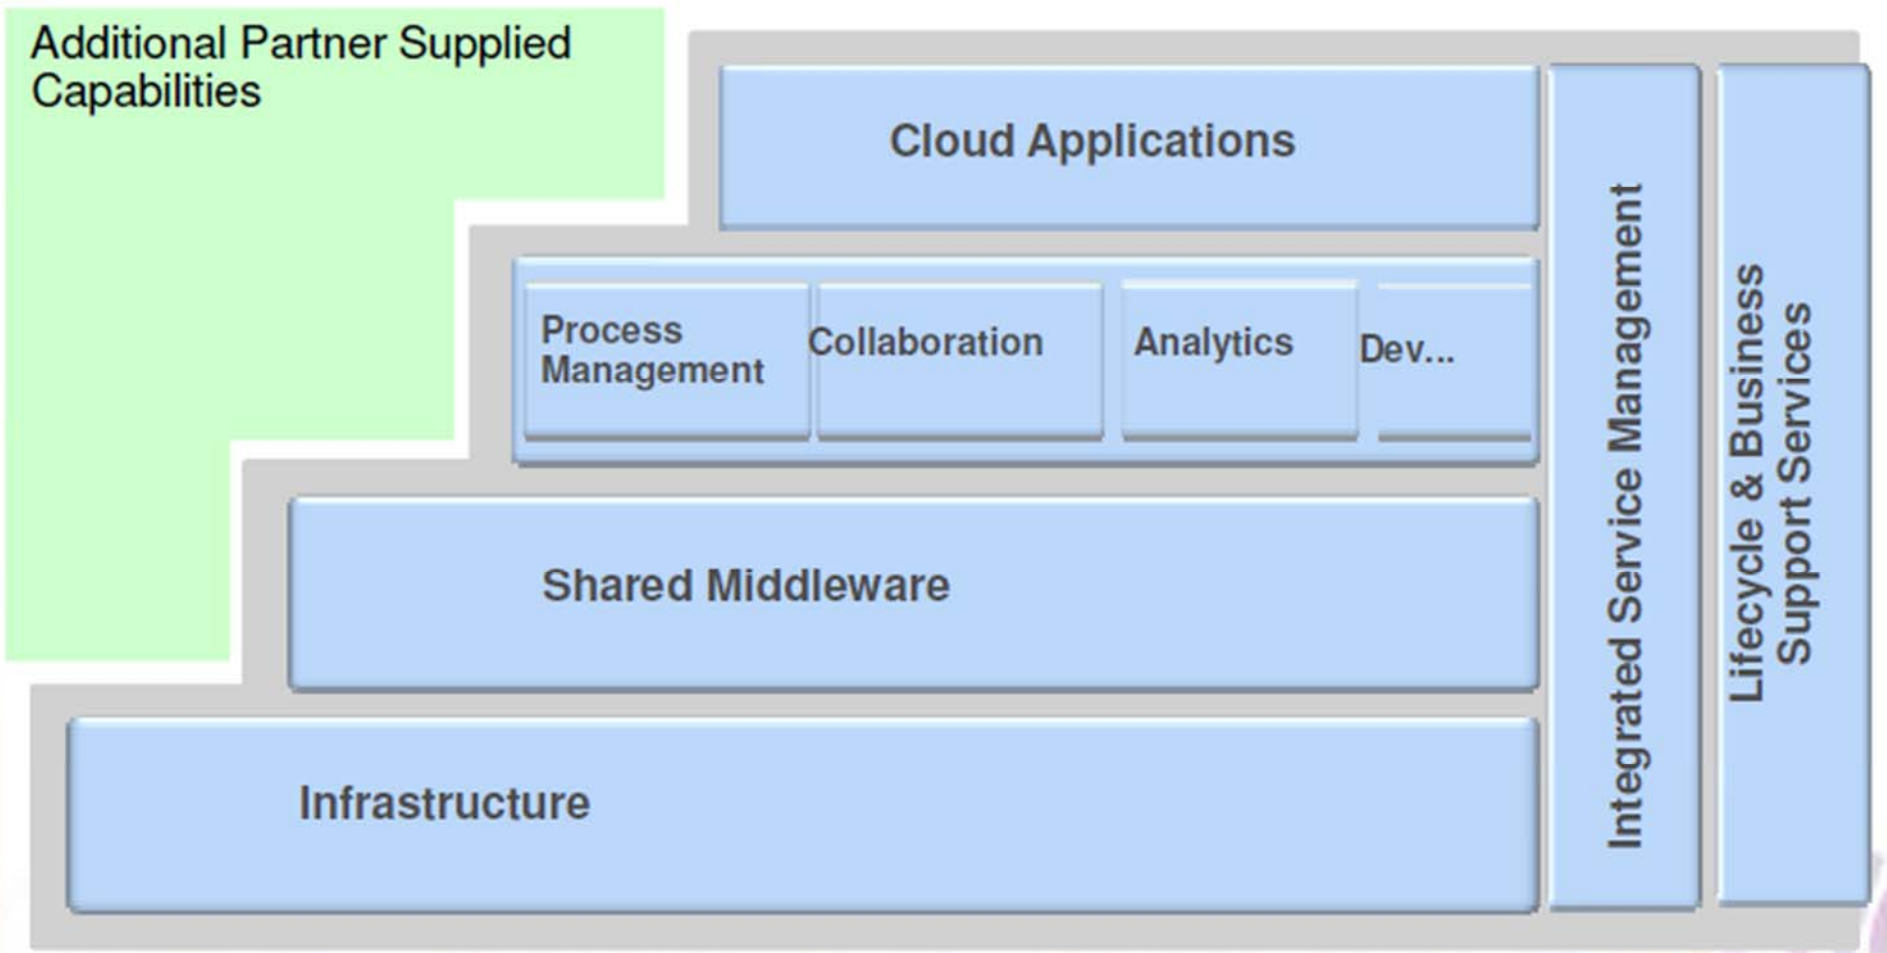 Additional Partner Supplied
Capabilities
Cloud Applications
Process
Management
Collaboration
Analytics
Dev...
Shared Middleware
Infrastructure
Integrated Service Management
Lifecycle & Business
Support Services